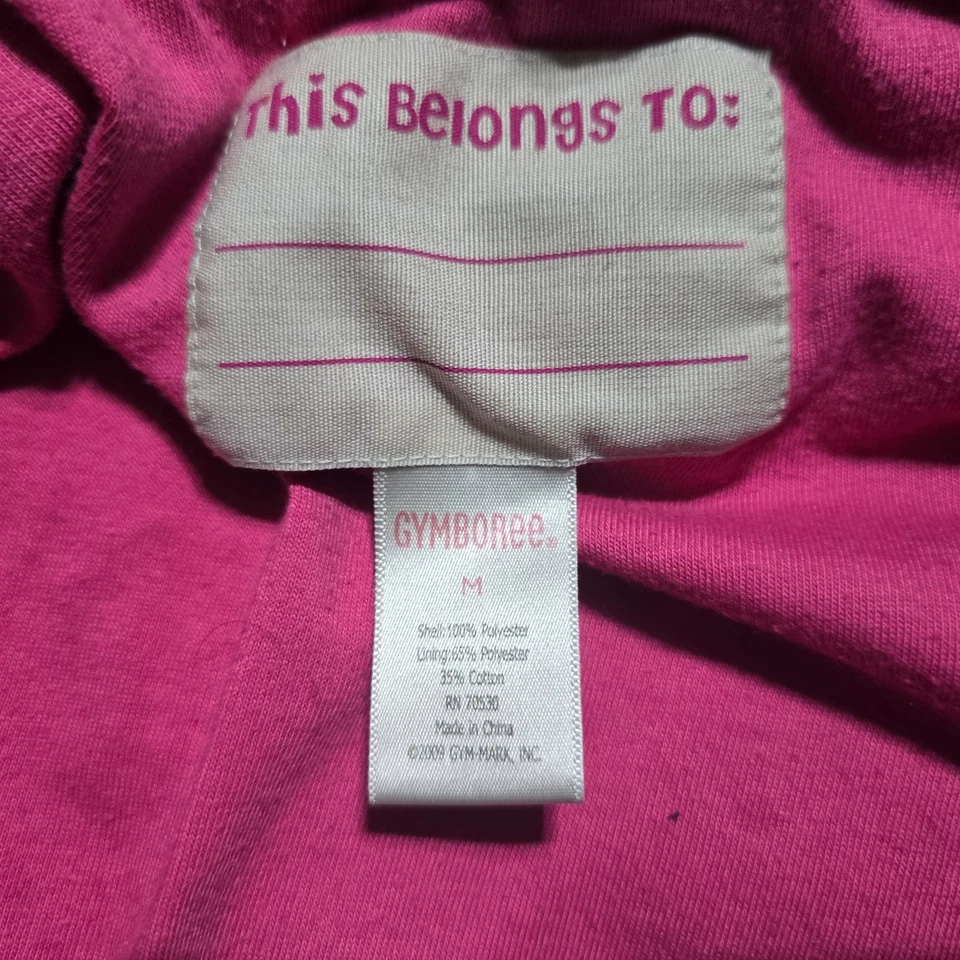 This Belongs To:
GYMBOREE®
M
Shell:100% Polyester
Lining:65% Polyester
35% Cotton
RN 70530
Made in China
©2009 GYM-MARK, INC.